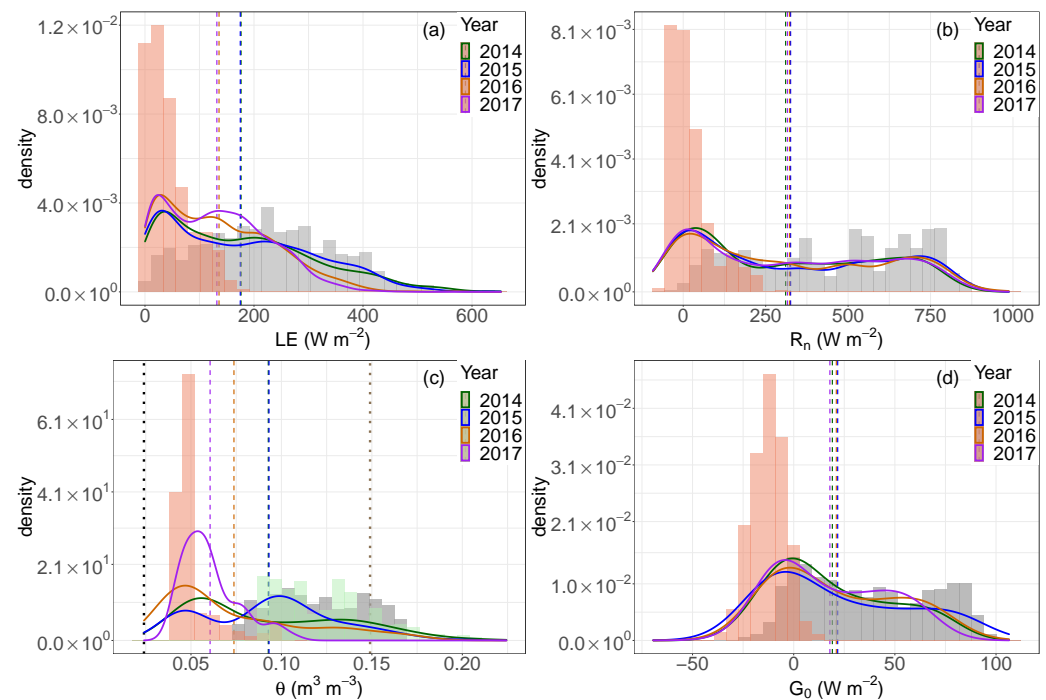 1.2 × 10⁻²
8.0 × 10⁻³
4.0 × 10⁻³
0.0 × 10⁰
density
0
200
400
600
LE (W m⁻²)
(a)
Year
2014
2015
2016
2017
8.1 × 10⁻³
6.1 × 10⁻³
4.1 × 10⁻³
2.1 × 10⁻³
0.0 × 10⁰
density
0
250
500
750
1000
Rₙ (W m⁻²)
(b)
Year
2014
2015
2016
2017
6.1 × 10¹
4.1 × 10¹
2.1 × 10¹
0.0 × 10⁰
density
0.05
0.10
0.15
0.20
θ (m³ m⁻³)
(c)
Year
2014
2015
2016
2017
4.1 × 10⁻²
3.1 × 10⁻²
2.1 × 10⁻²
1.0 × 10⁻²
0.0 × 10⁰
density
−50
0
50
100
G₀ (W m⁻²)
(d)
Year
2014
2015
2016
2017